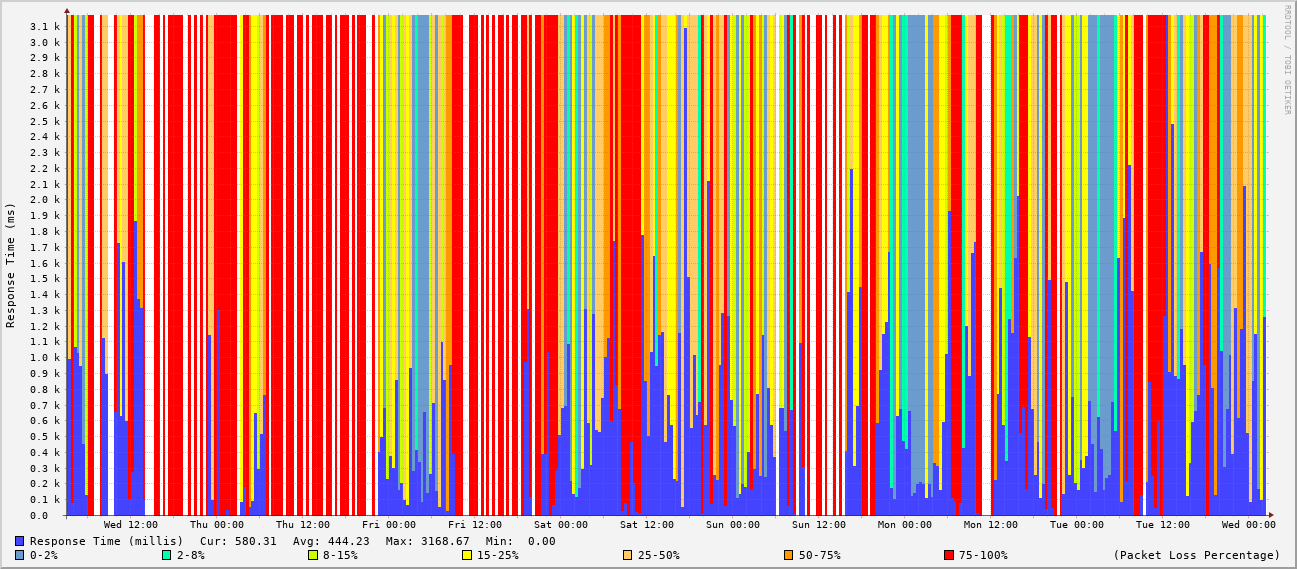 RRDTOOL / TOBI OETIKER
Response Time (ms)
3.1 k
3.0 k
2.9 k
2.8 k
2.7 k
2.6 k
2.5 k
2.4 k
2.3 k
2.2 k
2.1 k
2.0 k
1.9 k
1.8 k
1.7 k
1.6 k
1.5 k
1.4 k
1.3 k
1.2 k
1.1 k
1.0 k
0.9 k
0.8 k
0.7 k
0.6 k
0.5 k
0.4 k
0.3 k
0.2 k
0.1 k
0.0
Wed 12:00 Thu 00:00 Thu 12:00 Fri 00:00 Fri 12:00 Sat 00:00 Sat 12:00 Sun 00:00 Sun 12:00 Mon 00:00 Mon 12:00 Tue 00:00 Tue 12:00 Wed 00:00
Response Time (millis) Cur: 580.31 Avg: 444.23 Max: 3168.67 Min: 0.00
0-2% 2-8% 8-15% 15-25% 25-50% 50-75% 75-100% (Packet Loss Percentage)